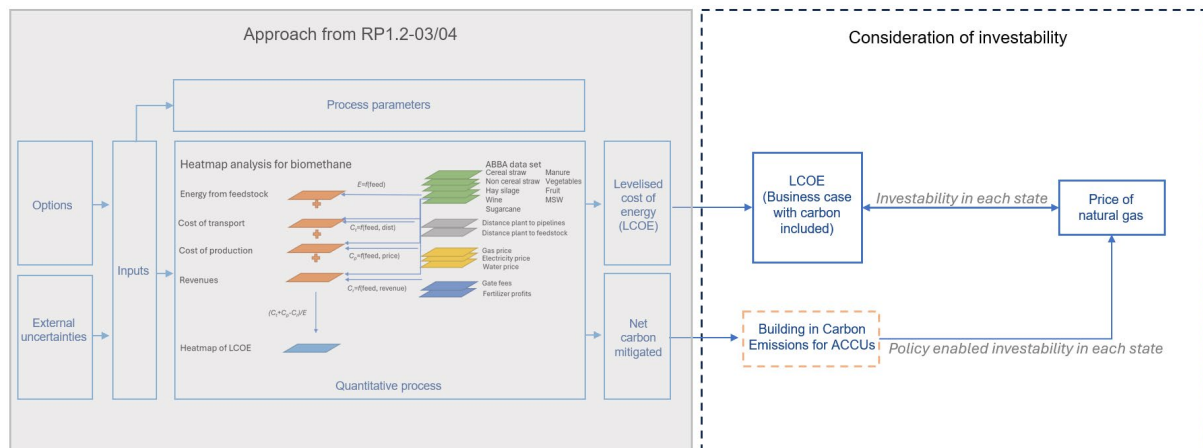 Approach from RP1.2-03/04
Process parameters
Options
External
uncertainties
Inputs
Heatmap analysis for biomethane
Energy from feedstock
Cost of transport
Cost of production
Revenues
Heatmap of LCOE
E=f(feed)
Ct=f(feed, dist)
Cp=f(feed, price)
Cr=f(feed, revenue)
(Ct+Cp-Cr)/E
ABBA data set
Cereal straw
Non cereal straw
Hay silage
Wine
Sugarcane
Manure
Vegetables
Fruit
MSW
Distance plant to pipelines
Distance plant to feedstock
Gas price
Electricity price
Water price
Gate fees
Fertilizer profits
Quantitative process
Levelised
cost of
energy
(LCOE)
Net
carbon
mitigated
Consideration of investability
LCOE
(Business case
with carbon
included)
Investability in each state
Price of
natural gas
Building in Carbon
Emissions for ACCUs
Policy enabled investability in each state